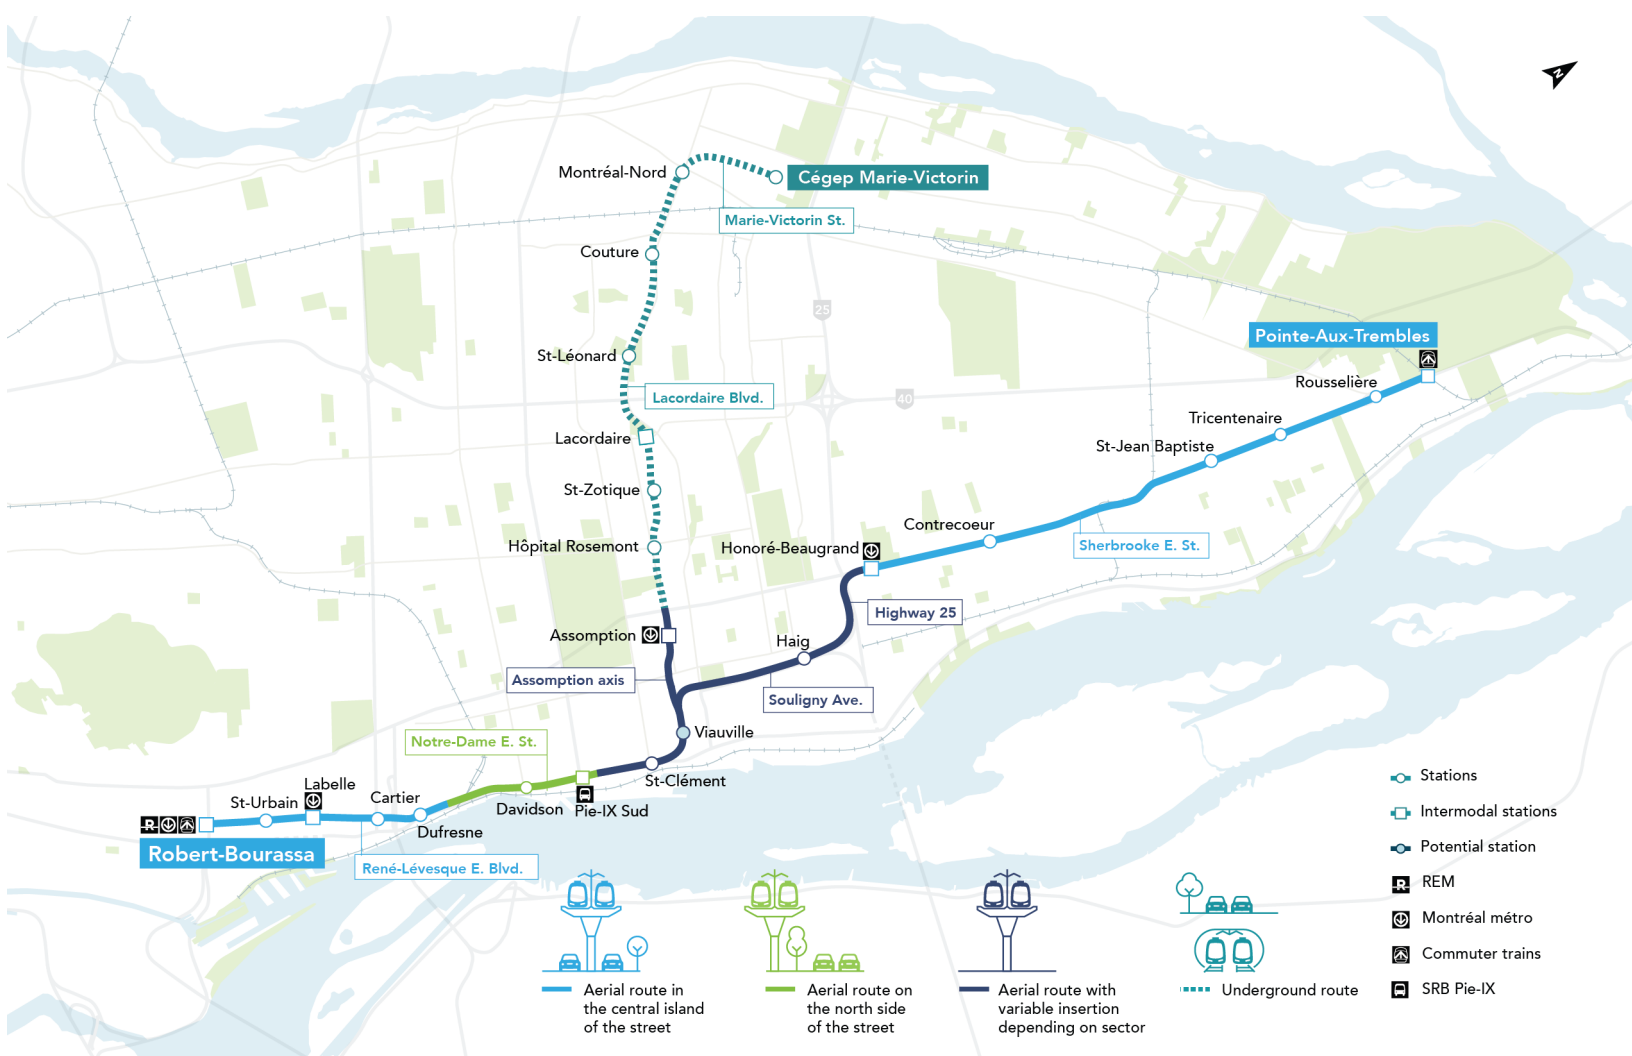 N
Montréal-Nord
Cégep Marie-Victorin
Marie-Victorin St.
Couture
25
St-Léonard
Pointe-Aux-Trembles
Rousselière
Lacordaire Blvd.
40
Tricentenaire
Lacordaire
St-Jean Baptiste
St-Zotique
Contrecoeur
Hôpital Rosemont
Honoré-Beaugrand
Sherbrooke E. St.
Highway 25
Assomption
Haig
Assomption axis
Souligny Ave.
Notre-Dame E. St.
Viauville
St-Clément
Labelle
St-Urbain
Cartier
Davidson
Pie-IX Sud
Dufresne
R
Robert-Bourassa
René-Lévesque E. Blvd.
Stations
Intermodal stations
Potential station
R
REM
Montréal métro
Commuter trains
SRB Pie-IX
Aerial route in
the central island
of the street
Aerial route on
the north side
of the street
Aerial route with
variable insertion
depending on sector
Underground route